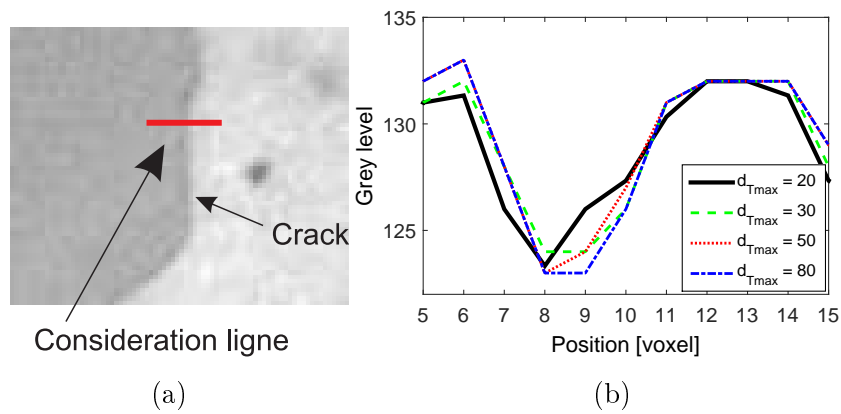 Crack
Consideration ligne
(a)
135
131
125
Grey level
5 6 7 8 9 10 11 12 13 14 15
Position [voxel]
d_Tmax = 20
d_Tmax = 30
d_Tmax = 50
d_Tmax = 80
(b)